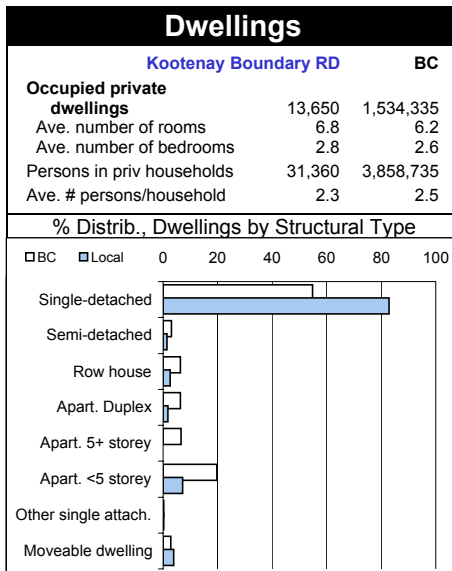 Dwellings
Kootenay Boundary RD BC
Occupied private
dwellings 13,650 1,534,335
Ave. number of rooms 6.8 6.2
Ave. number of bedrooms 2.8 2.6
Persons in priv households 31,360 3,858,735
Ave. # persons/household 2.3 2.5
% Distrib., Dwellings by Structural Type
BC Local 0 20 40 60 80 100
Single-detached
Semi-detached
Row house
Apart. Duplex
Apart. 5+ storey
Apart. <5 storey
Other single attach.
Moveable dwelling